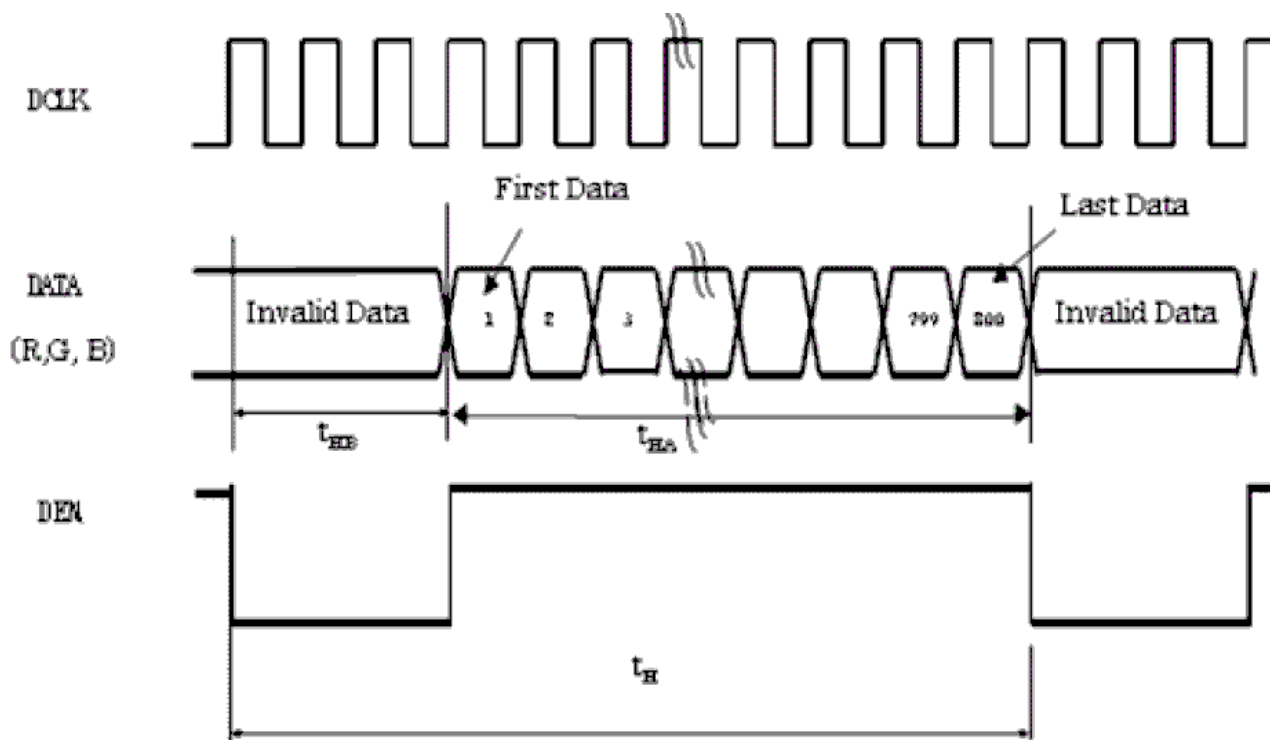 DCLK
First Data
Last Data
DATA
(R,G, B)
Invalid Data
1
2
3
799
800
Invalid Data
tHB
tHA
DEN
tH